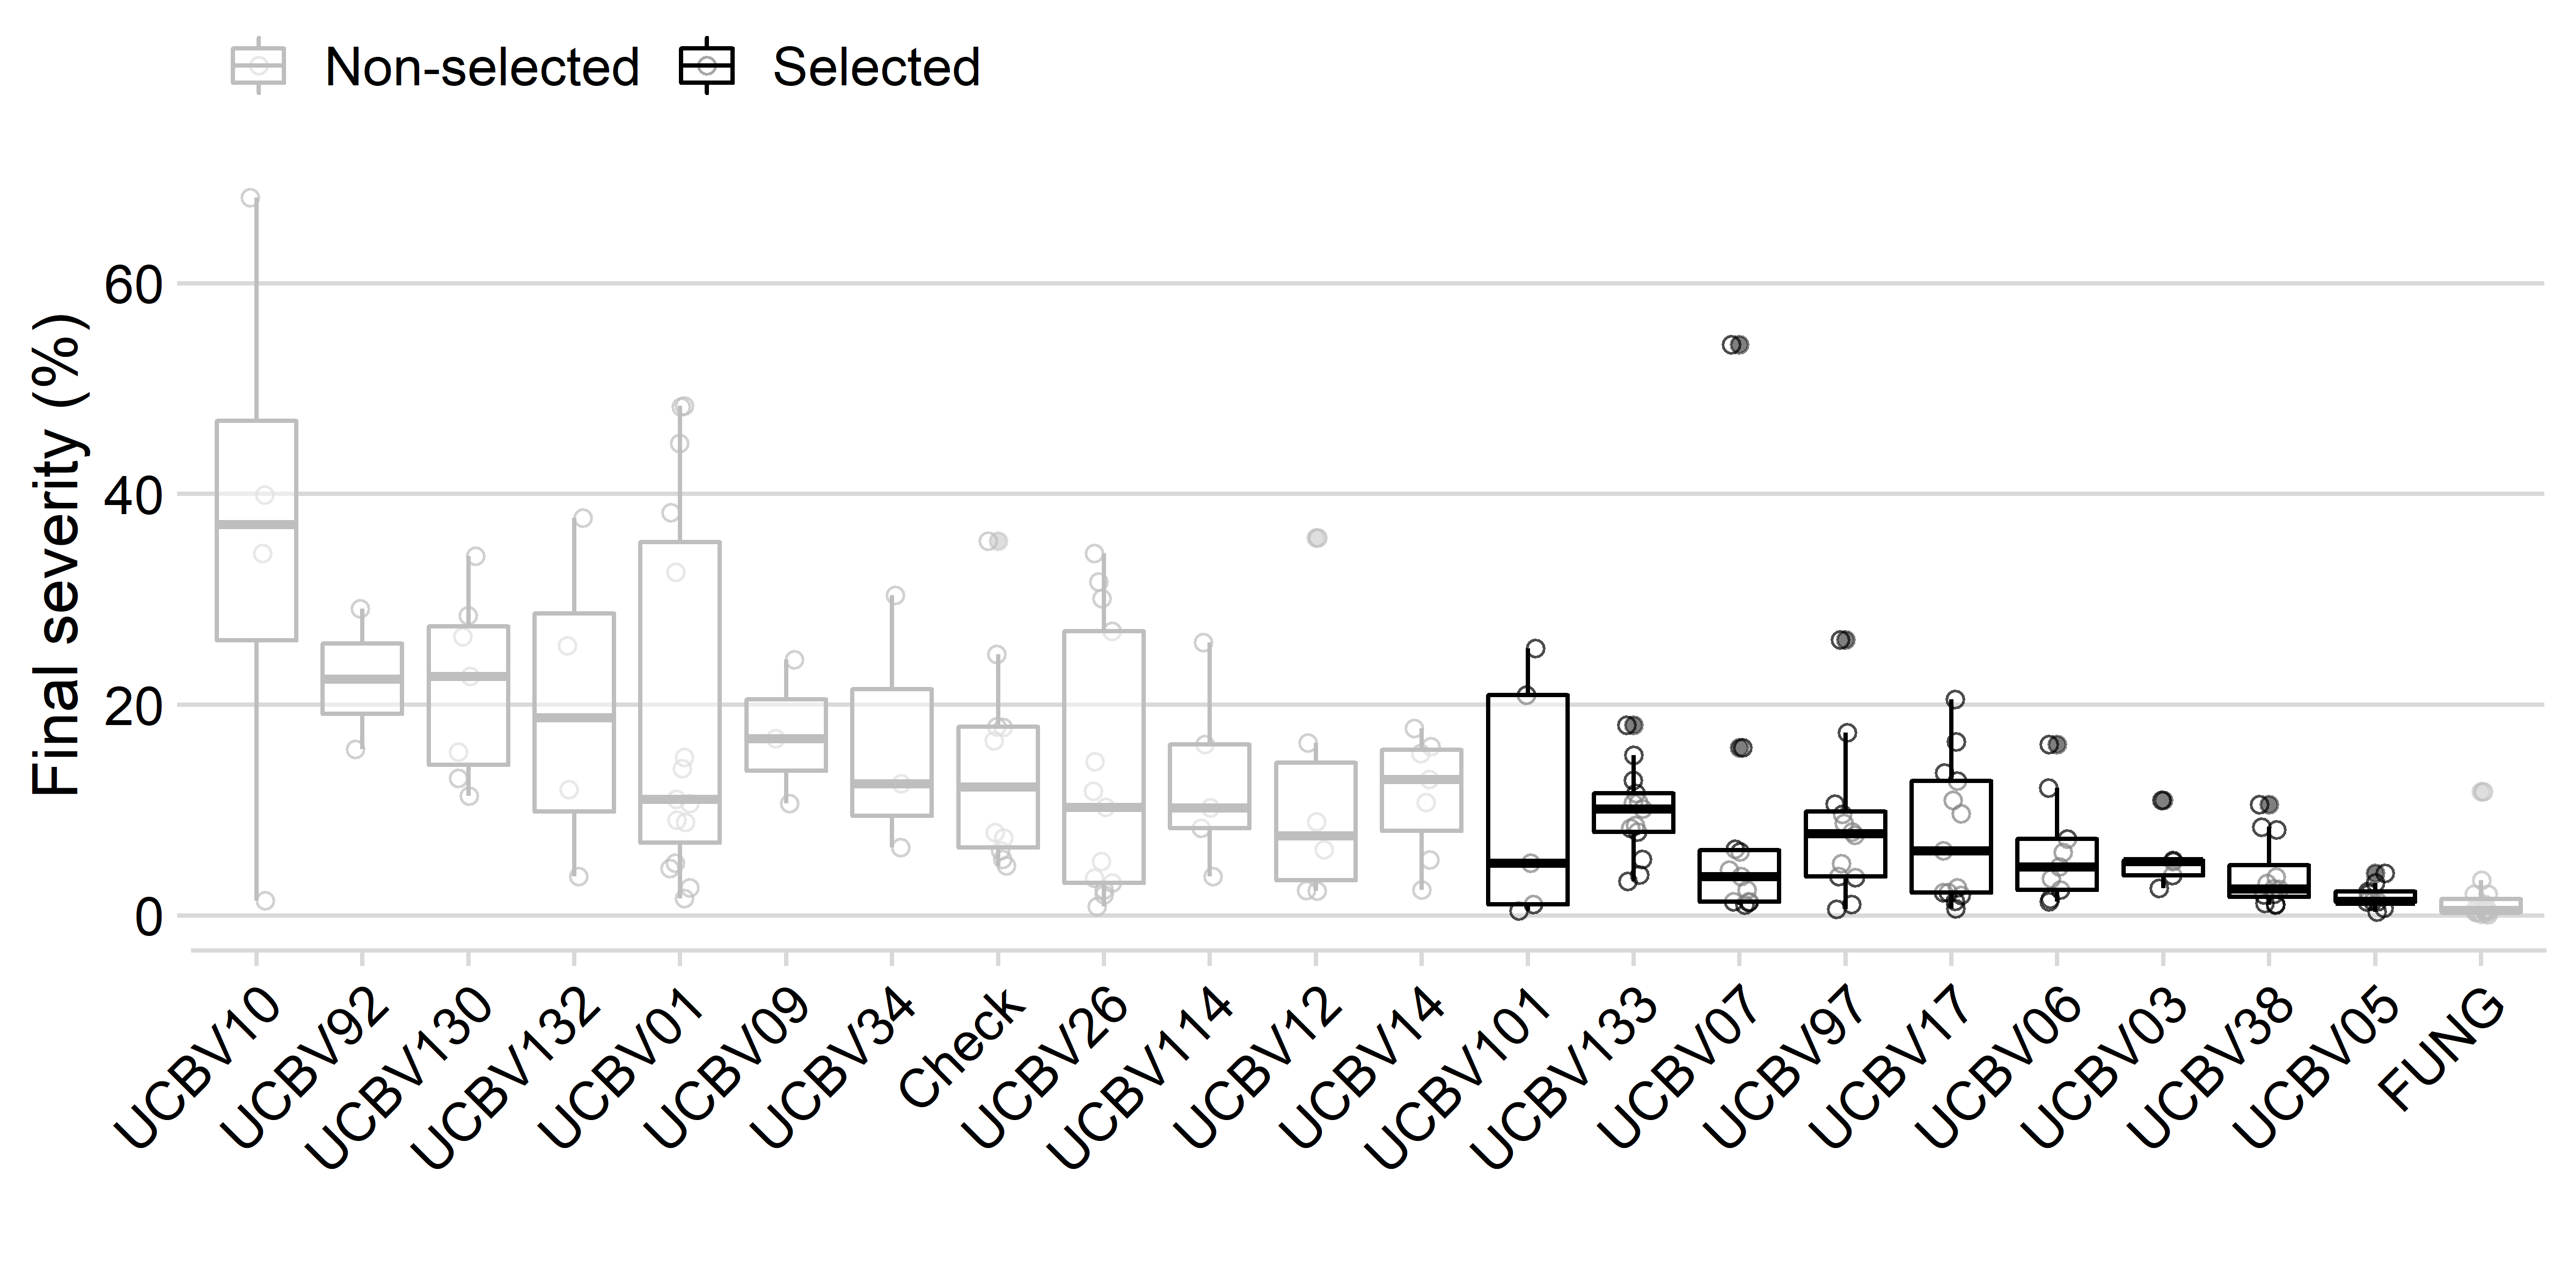 Non-selected
Selected
Final severity (%)
60
40
20
0
UCBV10
UCBV92
UCBV130
UCBV132
UCBV01
UCBV09
UCBV34
Check
UCBV26
UCBV114
UCBV12
UCBV14
UCBV101
UCBV133
UCBV07
UCBV97
UCBV17
UCBV06
UCBV03
UCBV38
UCBV05
FUNG